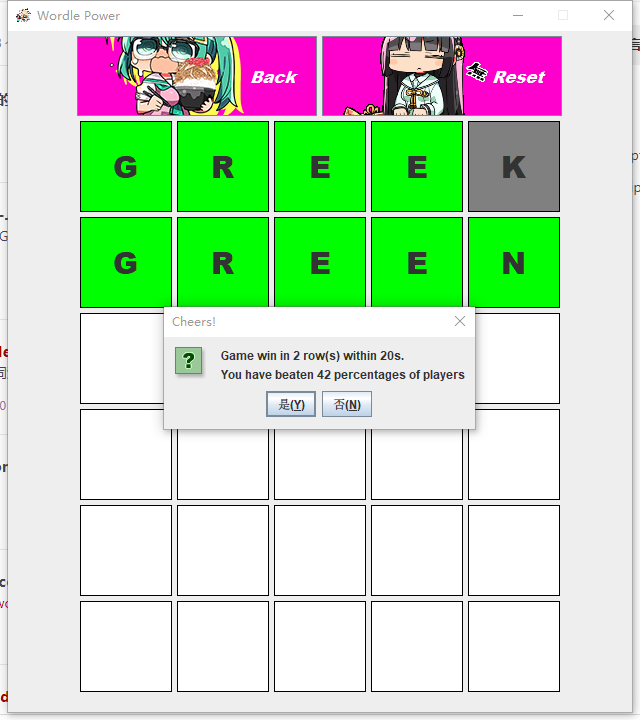 Wordle Power
Back
Reset
G R E E K
G R E E N
Cheers!
Game win in 2 row(s) within 20s.
You have beaten 42 percentages of players
是(Y) 否(N)